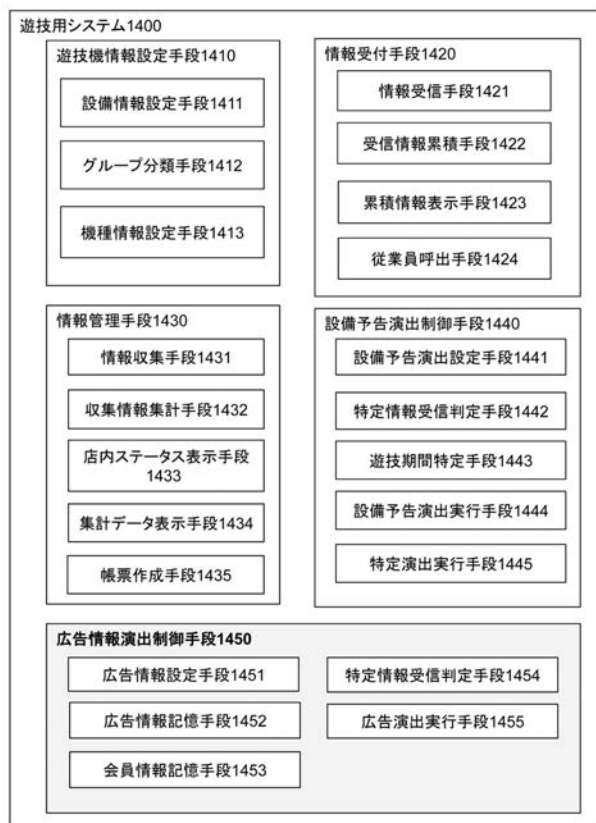 遊技用システム1400
遊技機情報設定手段1410
設備情報設定手段1411
グループ分類手段1412
機種情報設定手段1413
情報受付手段1420
情報受信手段1421
受信情報累積手段1422
累積情報表示手段1423
従業員呼出手段1424
情報管理手段1430
情報収集手段1431
収集情報集計手段1432
店内ステータス表示手段
1433
集計データ表示手段1434
帳票作成手段1435
設備予告演出制御手段1440
設備予告演出設定手段1441
特定情報受信判定手段1442
遊技期間特定手段1443
設備予告演出実行手段1444
特定演出実行手段1445
広告情報演出制御手段1450
広告情報設定手段1451
広告情報記憶手段1452
会員情報記憶手段1453
特定情報受信判定手段1454
広告演出実行手段1455